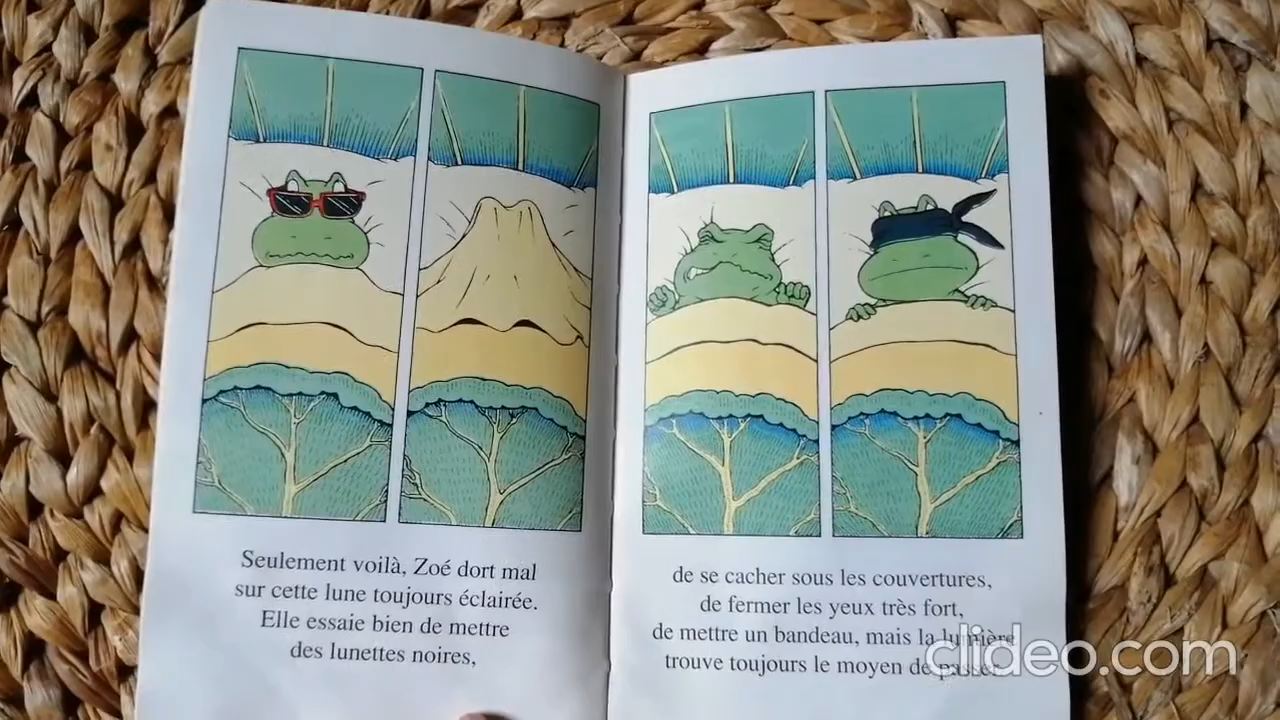 Seulement voilà, Zoé dort mal
sur cette lune toujours éclairée.
Elle essaie bien de mettre
des lunettes noires,
de se cacher sous les couvertures,
de fermer les yeux très fort,
de mettre un bandeau, mais la lumière
trouve toujours le moyen de passer.
clideo.com